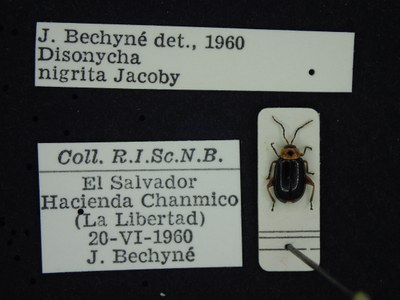 J. Bechyné det., 1960
Disonycha
nigrita Jacoby
Coll. R.I.Sc.N.B.
El Salvador
Hacienda Chanmico
(La Libertad)
20-VI-1960
J. Bechyné